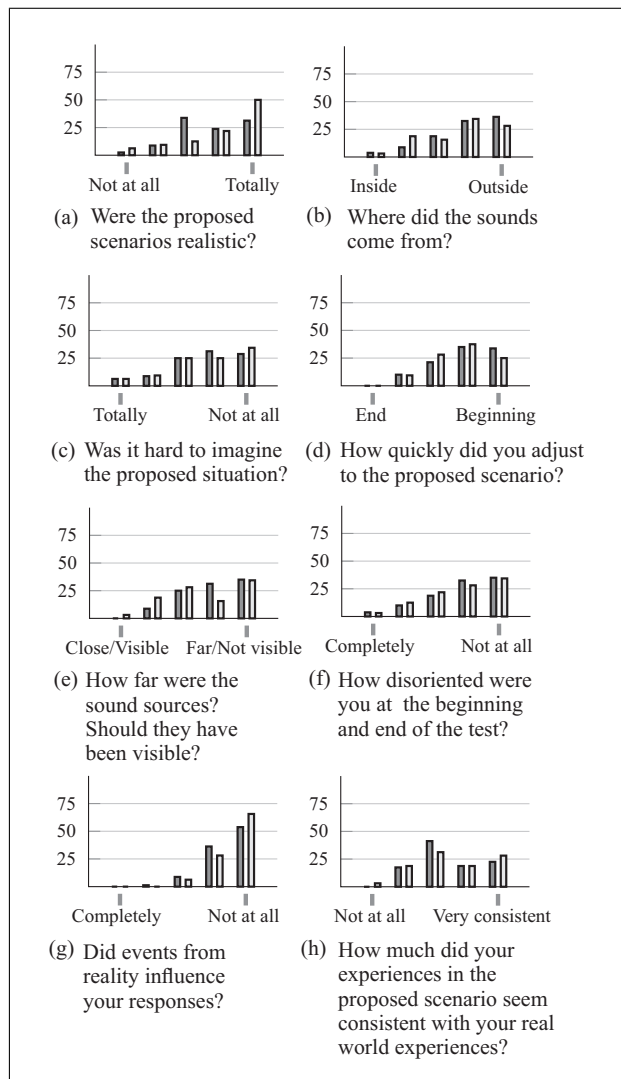 75
50
25
Not at all Totally
(a) Were the proposed
scenarios realistic?
75
50
25
Inside Outside
(b) Where did the sounds
come from?
75
50
25
Totally Not at all
(c) Was it hard to imagine
the proposed situation?
75
50
25
End Beginning
(d) How quickly did you adjust
to the proposed scenario?
75
50
25
Close/Visible Far/Not visible
(e) How far were the
sound sources?
Should they have
been visible?
75
50
25
Completely Not at all
(f) How disoriented were
you at the beginning
and end of the test?
75
50
25
Completely Not at all
(g) Did events from
reality influence
your responses?
75
50
25
Not at all Very consistent
(h) How much did your
experiences in the
proposed scenario seem
consistent with your real
world experiences?